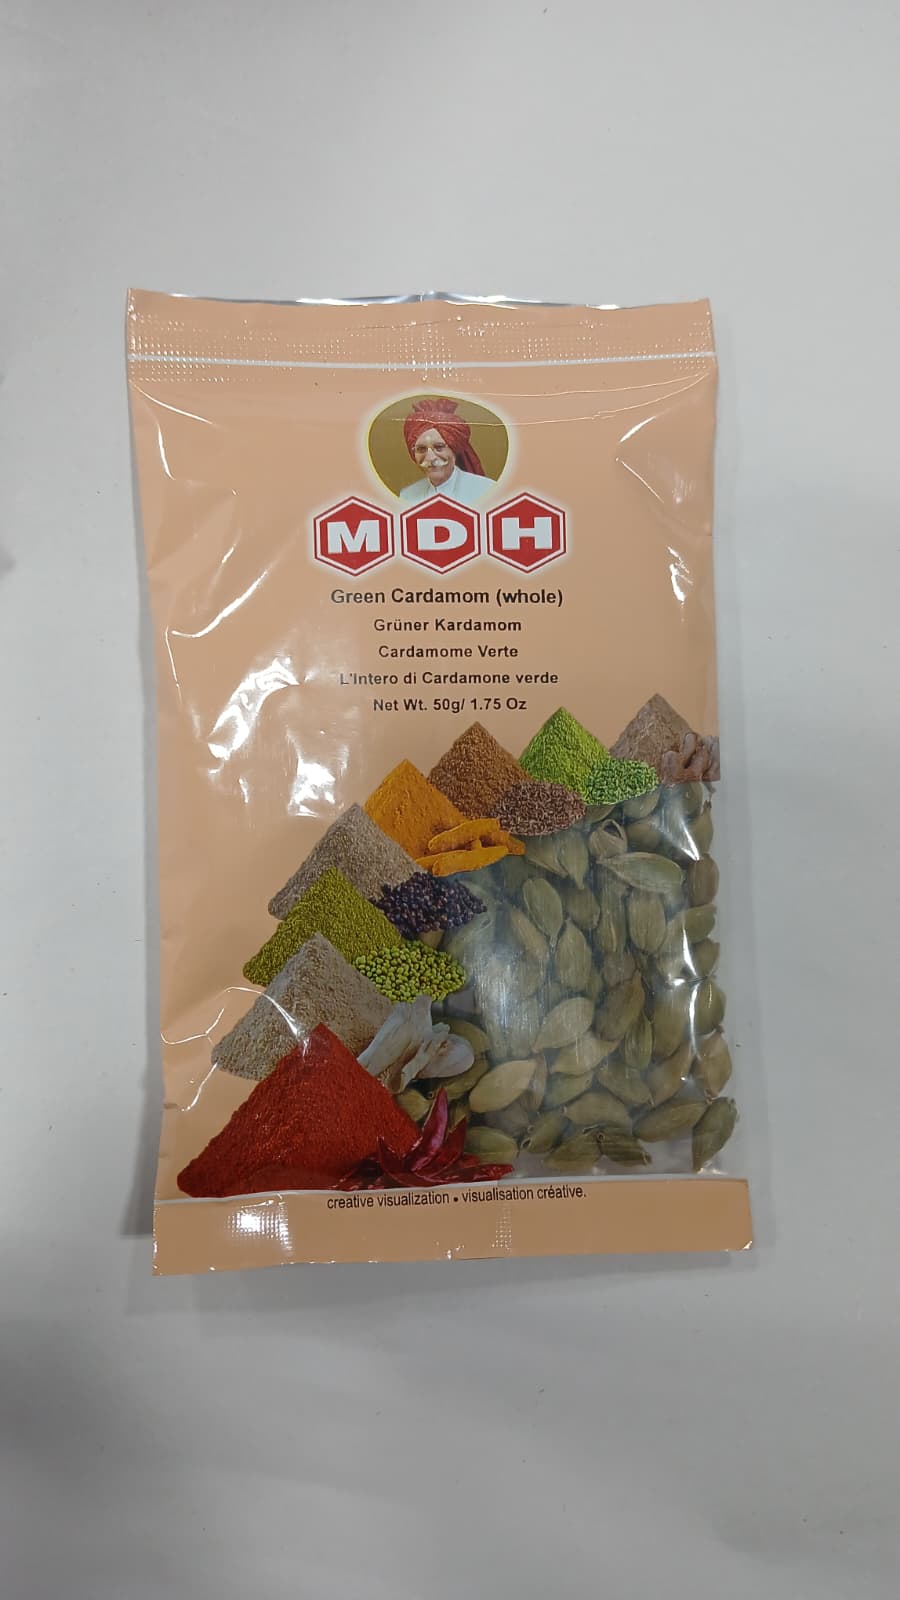 MDH
Green Cardamom (whole)
Grüner Kardamom
Cardamome Verte
L'Intero di Cardamone verde
Net Wt. 50g/ 1.75 Oz
creative visualization • visualisation créative.